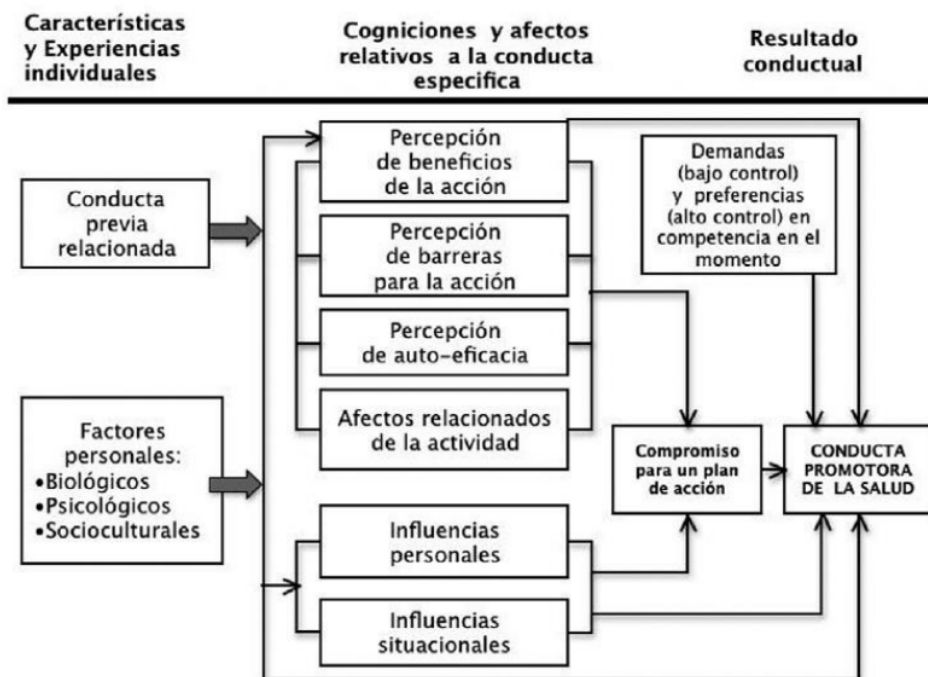 Características
y Experiencias
individuales
Cogniciones y afectos
relativos a la conducta
especifica
Resultado
conductual
Conducta
previa
relacionada
Factores
personales:
•Biológicos
•Psicológicos
•Socioculturales
Percepción
de beneficios
de la acción
Percepción
de barreras
para la acción
Percepción
de auto-eficacia
Afectos relacionados
de la actividad
Influencias
personales
Influencias
situacionales
Demandas
(bajo control)
y preferencias
(alto control) en
competencia en el
momento
Compromiso
para un plan
de acción
CONDUCTA
PROMOTORA
DE LA SALUD